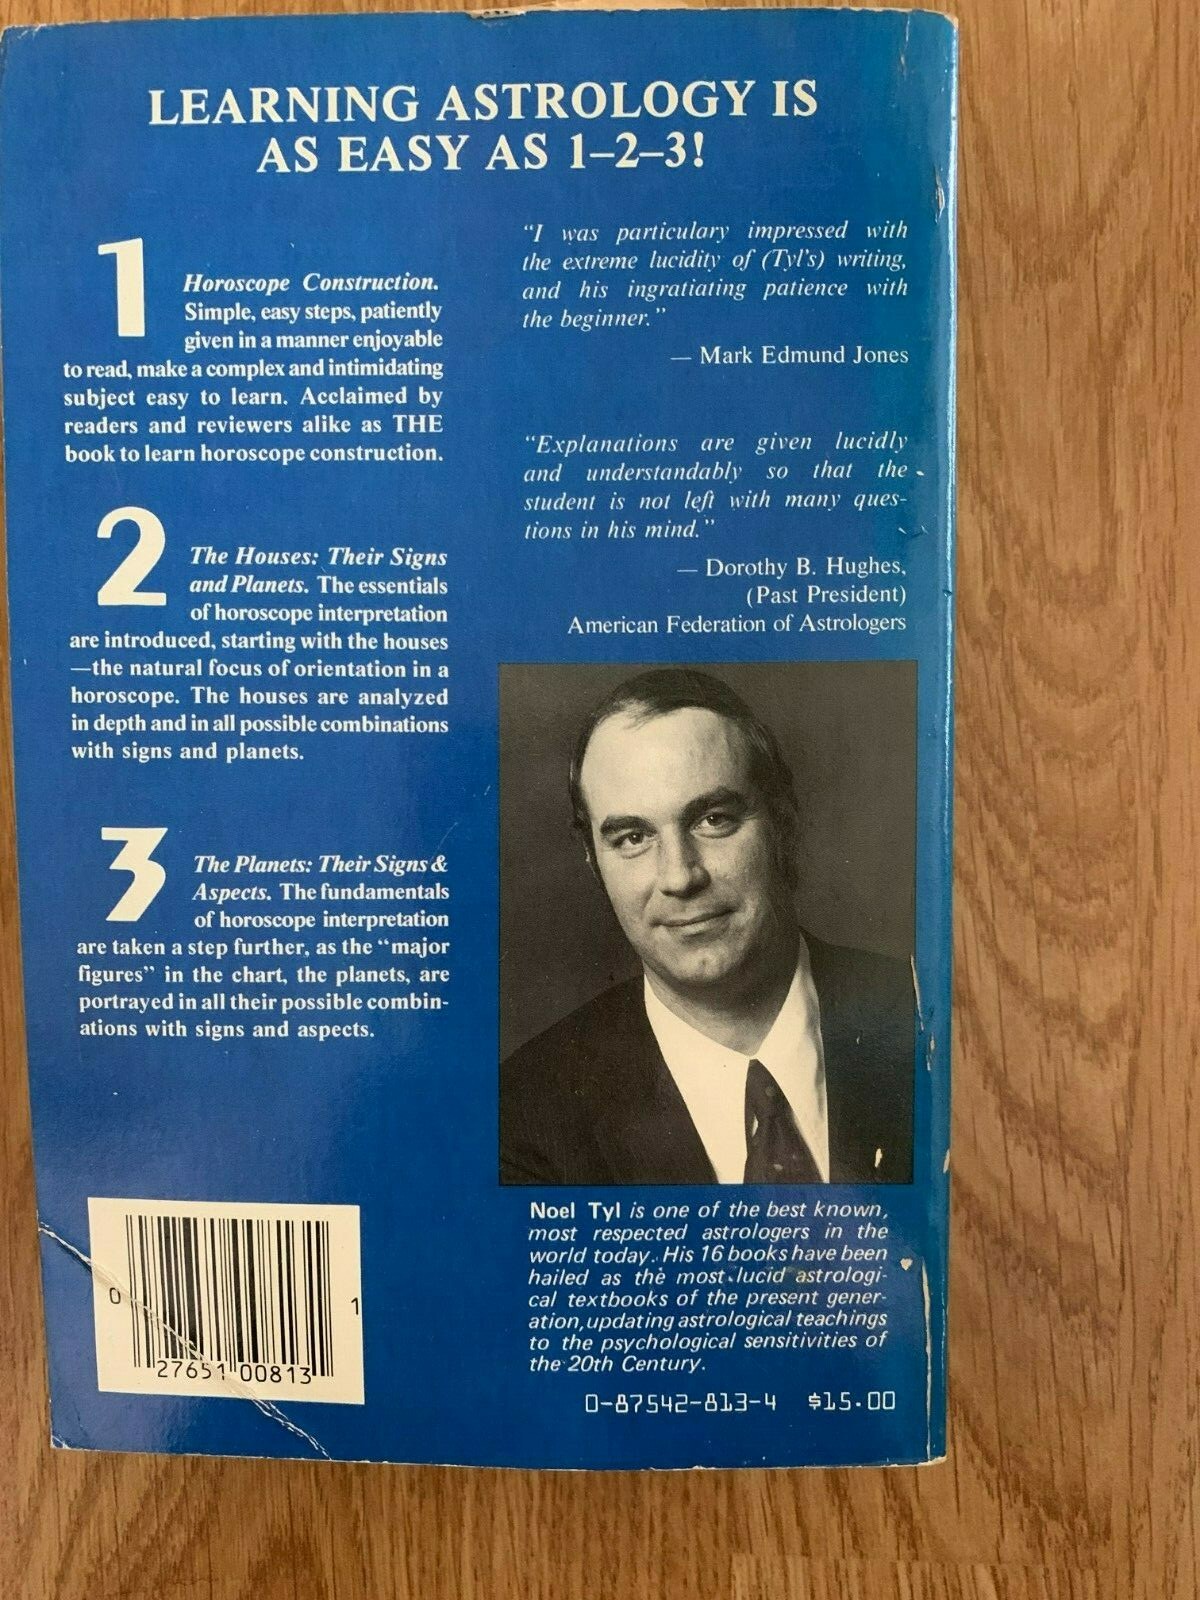 LEARNING ASTROLOGY IS
AS EASY AS 1–2–3!
1
Horoscope Construction.
Simple, easy steps, patiently
given in a manner enjoyable
to read, make a complex and intimidating
subject easy to learn. Acclaimed by
readers and reviewers alike as THE
book to learn horoscope construction.
2
The Houses: Their Signs
and Planets. The essentials
of horoscope interpretation
are introduced, starting with the houses
—the natural focus of orientation in a
horoscope. The houses are analyzed
in depth and in all possible combinations
with signs and planets.
3
The Planets: Their Signs &
Aspects. The fundamentals
of horoscope interpretation
are taken a step further, as the "major
figures" in the chart, the planets, are
portrayed in all their possible combin-
ations with signs and aspects.
"I was particulary impressed with
the extreme lucidity of (Tyl's) writing,
and his ingratiating patience with
the beginner."
— Mark Edmund Jones
"Explanations are given lucidly
and understandably so that the
student is not left with many ques-
tions in his mind."
— Dorothy B. Hughes,
(Past President)
American Federation of Astrologers
Noel Tyl is one of the best known,
most respected astrologers in the
world today. His 16 books have been
hailed as the most lucid astrologi-
cal textbooks of the present gener-
ation, updating astrological teachings
to the psychological sensitivities of
the 20th Century.
0-87542-813-4 $15.00
0 27651 00813 1